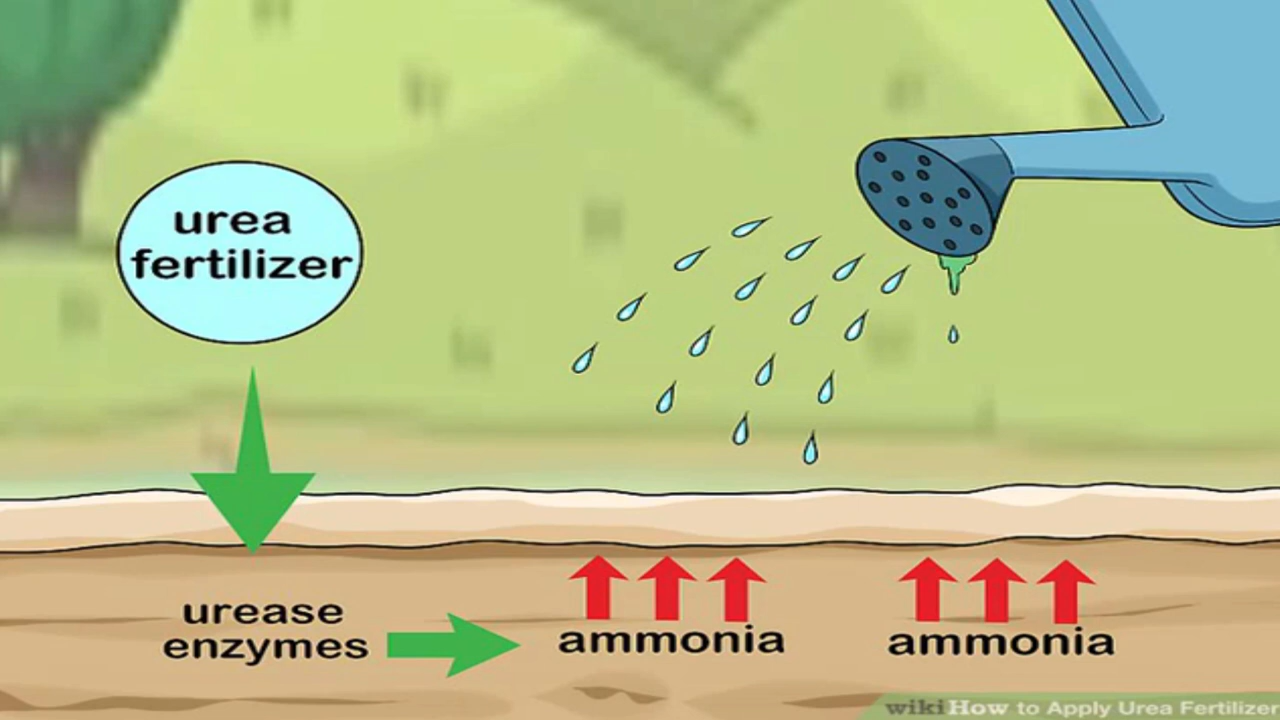 urea
fertilizer
urease
enzymes
ammonia
ammonia
wikiHow to Apply Urea Fertilizer